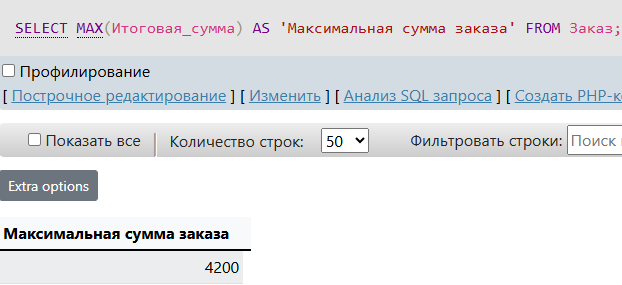 SELECT MAX(Итоговая_сумма) AS 'Максимальная сумма заказа' FROM Заказ;
Профилирование
[ Построчное редактирование ] [ Изменить ] [ Анализ SQL запроса ] [ Создать PHP-к
Показать все Количество строк: 50 Фильтровать строки: Поиск
Extra options
Максимальная сумма заказа
4200